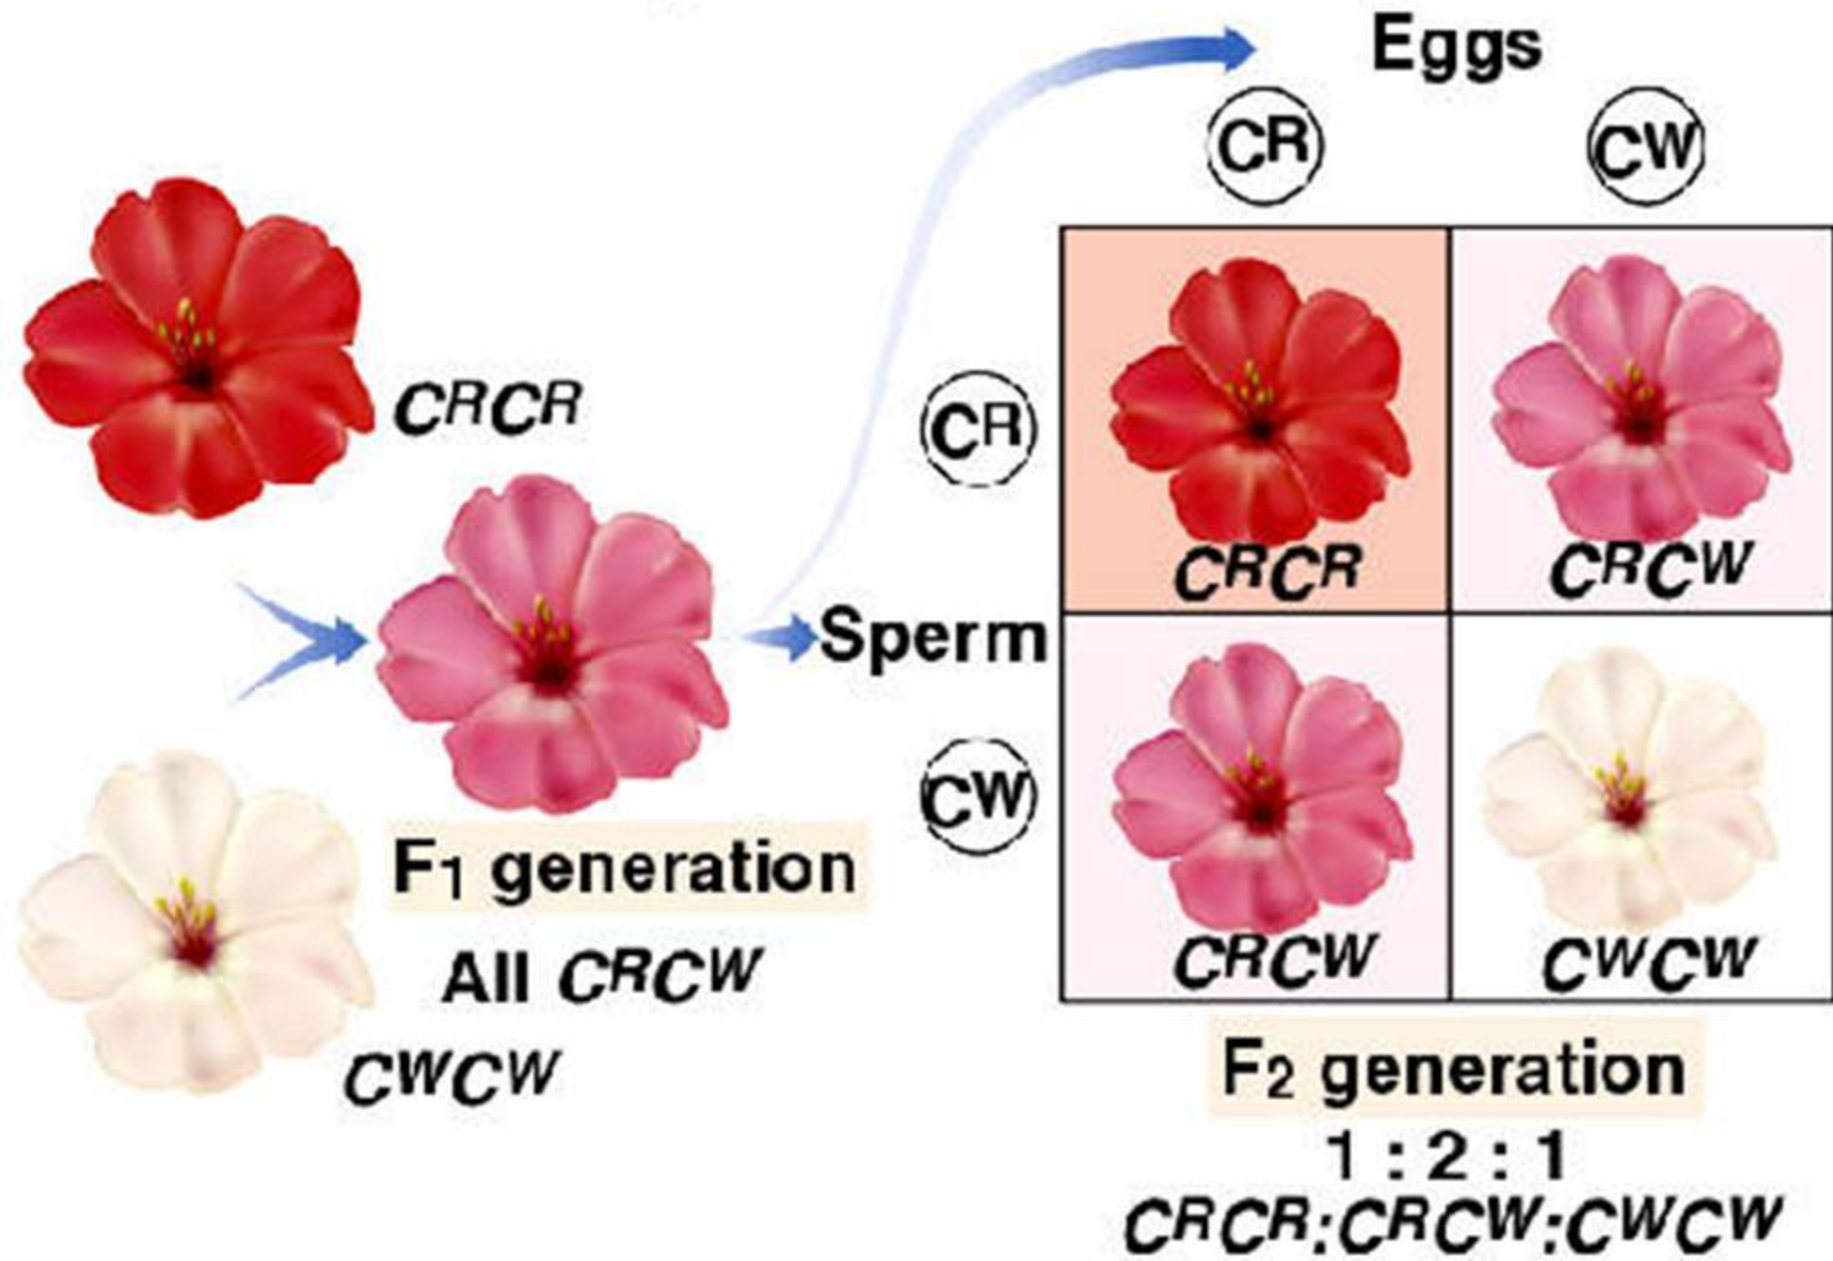 Eggs
CR CW
CRCR
CR
CRCR CRCW
Sperm
CW
F1 generation
All CRCW
CWCW
CRCW CWCW
F2 generation
1 : 2 : 1
CRCR:CRCW:CWCW